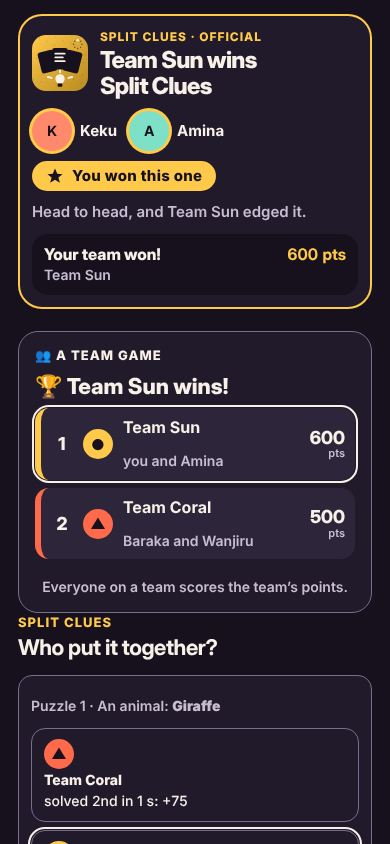 SPLIT CLUES · OFFICIAL
Team Sun wins
Split Clues
K Keku A Amina
★ You won this one
Head to head, and Team Sun edged it.
Your team won! 600 pts
Team Sun
👥 A TEAM GAME
🏆 Team Sun wins!
1 Team Sun 600
you and Amina pts
2 Team Coral 500
Baraka and Wanjiru pts
Everyone on a team scores the team’s points.
SPLIT CLUES
Who put it together?
Puzzle 1 · An animal: Giraffe
Team Coral
solved 2nd in 1 s: +75